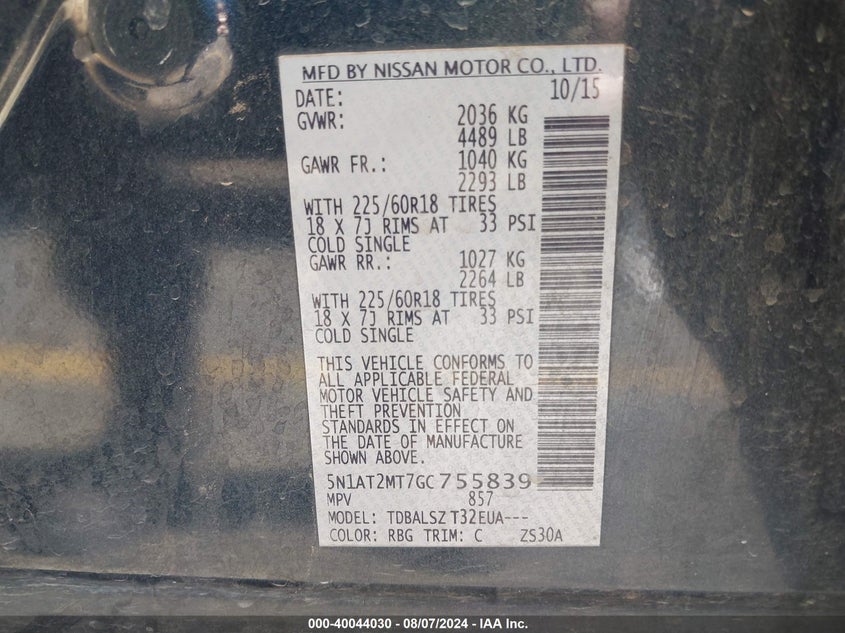 MFD BY NISSAN MOTOR CO., LTD.
DATE: 10/15
GVWR: 2036 KG
4489 LB
GAWR FR.: 1040 KG
2293 LB
WITH 225/60R18 TIRES
18 X 7J RIMS AT 33 PSI
COLD SINGLE
GAWR RR.: 1027 KG
2264 LB
WITH 225/60R18 TIRES
18 X 7J RIMS AT 33 PSI
COLD SINGLE
THIS VEHICLE CONFORMS TO
ALL APPLICABLE FEDERAL
MOTOR VEHICLE SAFETY AND
THEFT PREVENTION
STANDARDS IN EFFECT ON
THE DATE OF MANUFACTURE
SHOWN ABOVE.
5N1AT2MT7GC755839
MPV 857
MODEL: TDBALSZ T32EUA---
COLOR: RBG TRIM: C ZS30A
000-40044030 - 08/07/2024 - IAA Inc.